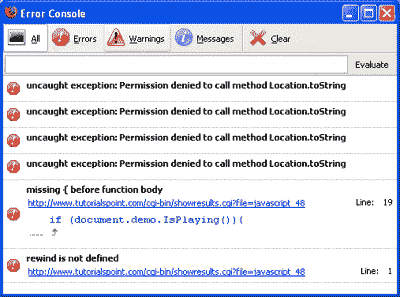 Error Console
All Errors Warnings Messages Clear
Evaluate
uncaught exception: Permission denied to call method Location.toString
uncaught exception: Permission denied to call method Location.toString
uncaught exception: Permission denied to call method Location.toString
uncaught exception: Permission denied to call method Location.toString
missing { before function body
http://www.tutorialspoint.com/cgi-bin/showresults.cgi?file=javascript_48 Line: 19
if (document.demo.IsPlaying()){
rewind is not defined
http://www.tutorialspoint.com/cgi-bin/showresults.cgi?file=javascript_48 Line: 1